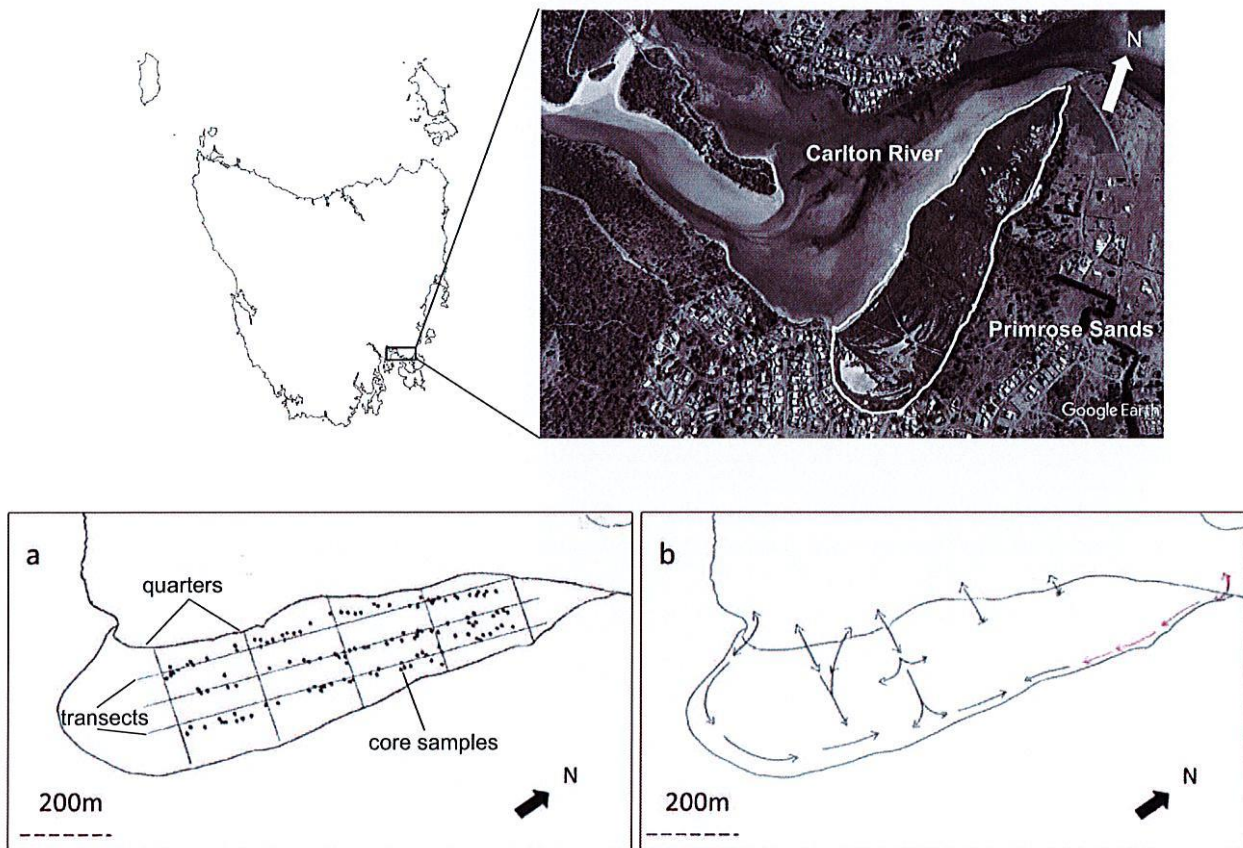 N
Carlton River
Primrose Sands
Google Earth
a
quarters
transects
core samples
200m
N
b
200m
N